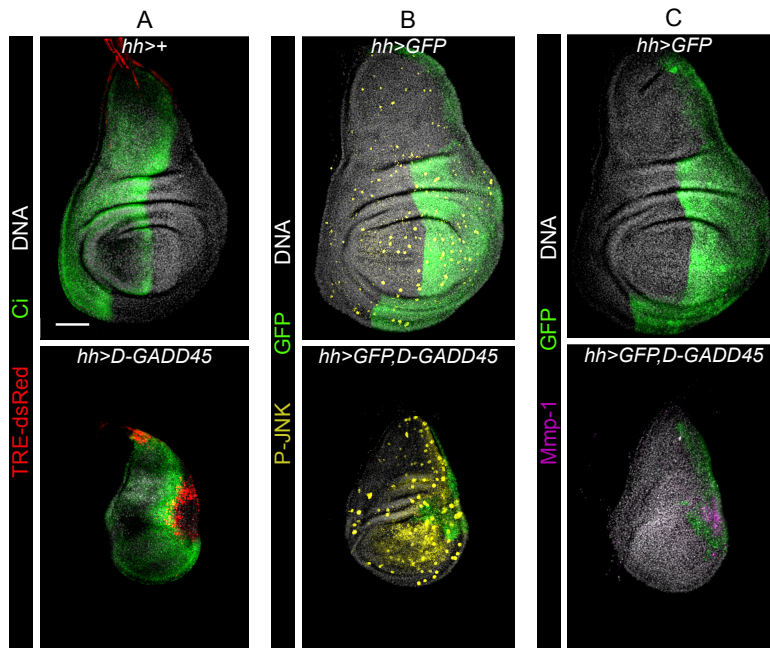 A
B
C
hh>+
hh>GFP
hh>GFP
TRE-dsRed Ci DNA
P-JNK GFP DNA
Mmp-1 GFP DNA
hh>D-GADD45
hh>GFP,D-GADD45
hh>GFP,D-GADD45